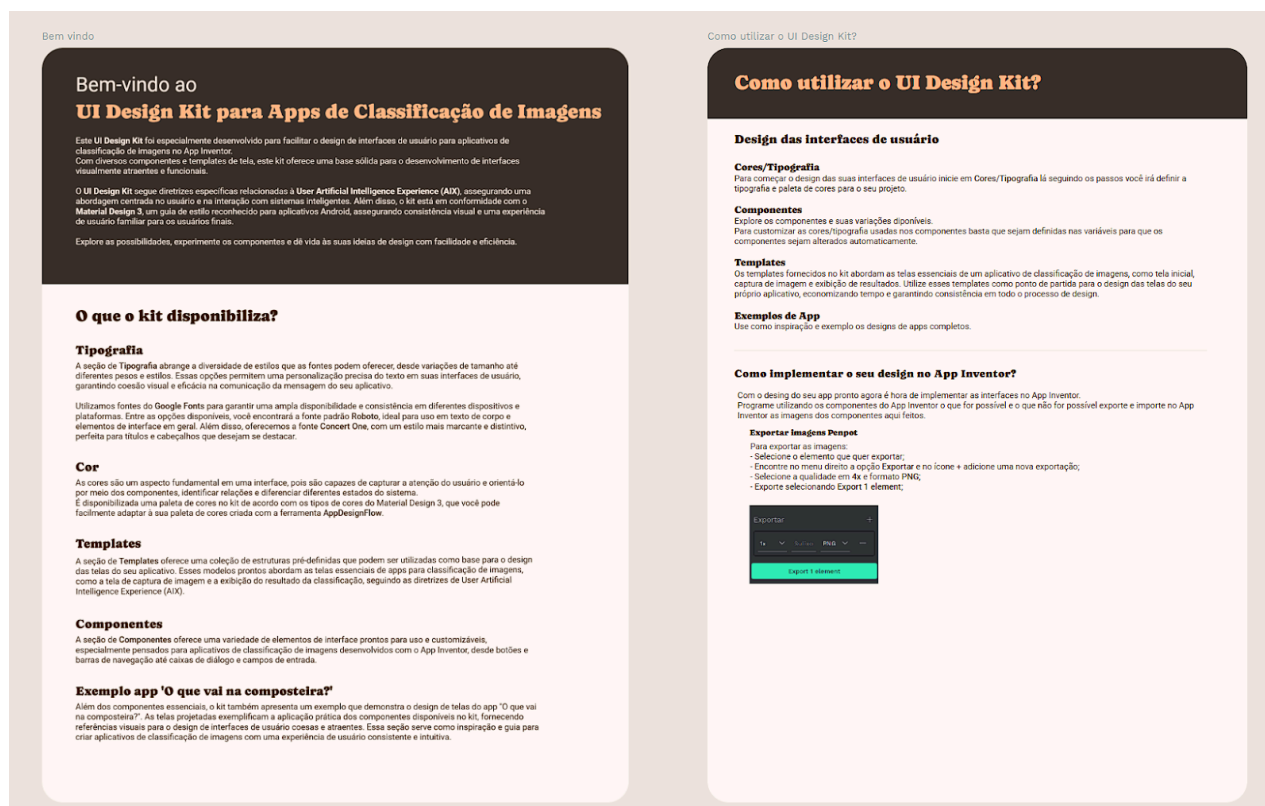 Bem vindo
Bem-vindo ao
UI Design Kit para Apps de Classificação de Imagens
Este UI Design Kit foi especialmente desenvolvido para facilitar o design de interfaces de usuário para aplicativos de
classificação de imagens no App Inventor.
Com diversos componentes e templates de tela, este kit oferece uma base sólida para o desenvolvimento de interfaces
visualmente atraentes e funcionais.
O UI Design Kit segue diretrizes específicas relacionadas à User Artificial Intelligence Experience (AIX), assegurando uma
abordagem centrada no usuário e na interação com sistemas inteligentes. Além disso, o kit está em conformidade com o
Material Design 3, um guia de estilo reconhecido para aplicativos Android, assegurando consistência visual e uma experiência
de usuário familiar para os usuários finais.
Explore as possibilidades, experimente os componentes e dê vida às suas ideias de design com facilidade e eficiência.
O que o kit disponibiliza?
Tipografia
A seção de Tipografia abrange a diversidade de estilos que as fontes podem oferecer, desde variações de tamanho até
diferentes pesos e estilos. Essas opções permitem uma personalização precisa do texto em suas interfaces de usuário,
garantindo coesão visual e eficácia na comunicação da mensagem do seu aplicativo.
Utilizamos fontes do Google Fonts para garantir uma ampla disponibilidade e consistência em diferentes dispositivos e
plataformas. Entre as opções disponíveis, você encontrará a fonte padrão Roboto, ideal para uso em texto de corpo e
elementos de interface em geral. Além disso, oferecemos a fonte Concert One, com um estilo mais marcante e distintivo,
perfeita para títulos e cabeçalhos que desejam se destacar.
Cor
As cores são um aspecto fundamental em uma interface, pois são capazes de capturar a atenção do usuário e orientá-lo
por meio dos componentes, identificar relações e diferenciar diferentes estados do sistema.
É disponibilizada uma paleta de cores no kit de acordo com os tipos de cores do Material Design 3, que você pode
facilmente adaptar à sua paleta de cores criada com a ferramenta AppDesignFlow.
Templates
A seção de Templates oferece uma coleção de estruturas pré-definidas que podem ser utilizadas como base para o design
das telas do seu aplicativo. Esses modelos prontos abordam as telas essenciais de apps para classificação de imagens,
como a tela de captura de imagem e a exibição do resultado da classificação, seguindo as diretrizes de User Artificial
Intelligence Experience (AIX).
Componentes
A seção de Componentes oferece uma variedade de elementos de interface prontos para uso e customizáveis,
especialmente pensados para aplicativos de classificação de imagens desenvolvidos com o App Inventor, desde botões e
barras de navegação até caixas de diálogo e campos de entrada.
Exemplo app 'O que vai na composteira?'
Além dos componentes essenciais, o kit também apresenta um exemplo que demonstra o design de telas do app "O que vai
na composteira?". As telas projetadas exemplificam a aplicação prática dos componentes disponíveis no kit, fornecendo
referências visuais para o design de interfaces de usuário coesas e atraentes. Essa seção serve como inspiração e guia para
criar aplicativos de classificação de imagens com uma experiência de usuário consistente e intuitiva.
Como utilizar o UI Design Kit?
Como utilizar o UI Design Kit?
Design das interfaces de usuário
Cores/Tipografia
Para começar o design das suas interfaces de usuário inicie em Cores/Tipografia lá seguindo os passos você irá definir a
tipografia e paleta de cores para o seu projeto.
Componentes
Explore os componentes e suas variações diponíveis.
Para customizar as cores/tipografia usadas nos componentes basta que sejam definidas nas variáveis para que os
componentes sejam alterados automaticamente.
Templates
Os templates fornecidos no kit abordam as telas essenciais de um aplicativo de classificação de imagens, como tela inicial,
captura de imagem e exibição de resultados. Utilize esses templates como ponto de partida para o design das telas do seu
próprio aplicativo, economizando tempo e garantindo consistência em todo o processo de design.
Exemplos de App
Use como inspiração e exemplo os designs de apps completos.
Como implementar o seu design no App Inventor?
Com o desing do seu app pronto agora é hora de implementar as interfaces no App Inventor.
Programe utilizando os componentes do App Inventor o que for possível e o que não for possível exporte e importe no App
Inventor as imagens dos componentes aqui feitos.
Exportar imagens Penpot
Para exportar as imagens:
- Selecione o elemento que quer exportar;
- Encontre no menu direito a opção Exportar e no ícone + adicione uma nova exportação;
- Selecione a qualidade em 4x e formato PNG;
- Exporte selecionando Export 1 element;
Exportar +
1x PNG
Export 1 element